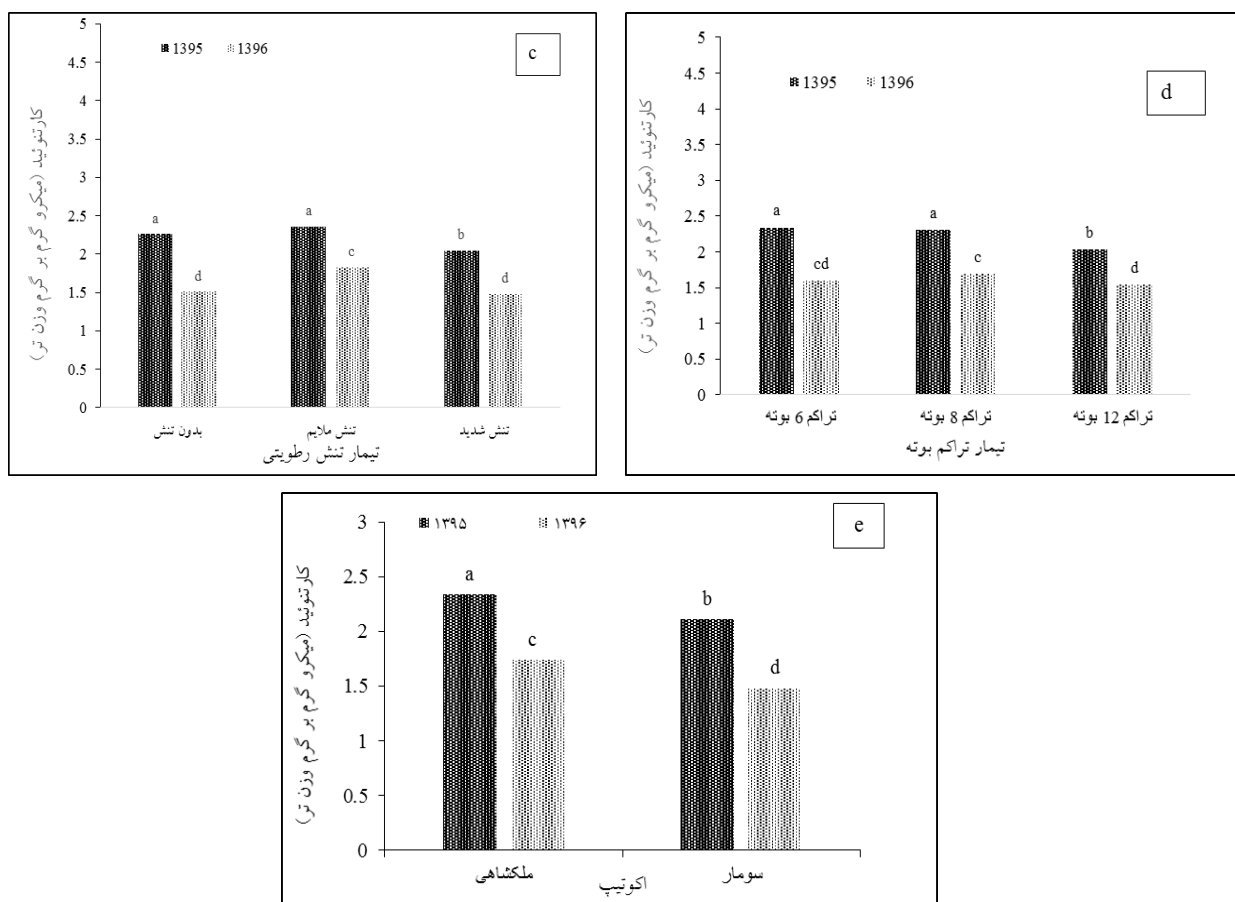 c
1395 1396
کارتنوئید (میکرو گرم بر گرم وزن تر)
5
4.5
4
3.5
3
2.5
2
1.5
1
0.5
0
a
d
a
c
b
d
بدون تنش
تنش ملایم
تنش شدید
تیمار تنش رطوبتی
d
1395 1396
کارتنوئید (میکرو گرم بر گرم وزن تر)
5
4.5
4
3.5
3
2.5
2
1.5
1
0.5
0
a
cd
a
c
b
d
تراکم 6 بوته
تراکم 8 بوته
تراکم 12 بوته
تیمار تراکم بوته
e
۱۳۹۵ ۱۳۹۶
کارتنوئید (میکرو گرم بر گرم وزن تر)
3
2.5
2
1.5
1
0.5
0
a
c
b
d
ملکشاهی
سومار
اکوتیپ